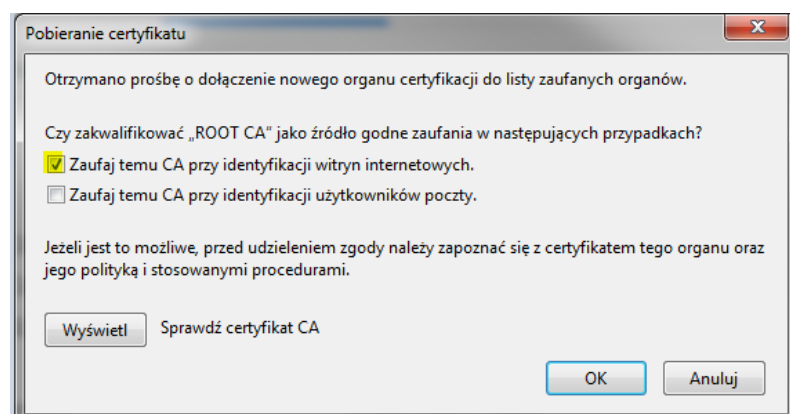 Pobieranie certyfikatu
Otrzymano prośbę o dołączenie nowego organu certyfikacji do listy zaufanych organów.
Czy zakwalifikować „ROOT CA” jako źródło godne zaufania w następujących przypadkach?
Zaufaj temu CA przy identyfikacji witryn internetowych.
Zaufaj temu CA przy identyfikacji użytkowników poczty.
Jeżeli jest to możliwe, przed udzieleniem zgody należy zapoznać się z certyfikatem tego organu oraz
jego polityką i stosowanymi procedurami.
Wyświetl Sprawdź certyfikat CA
OK Anuluj